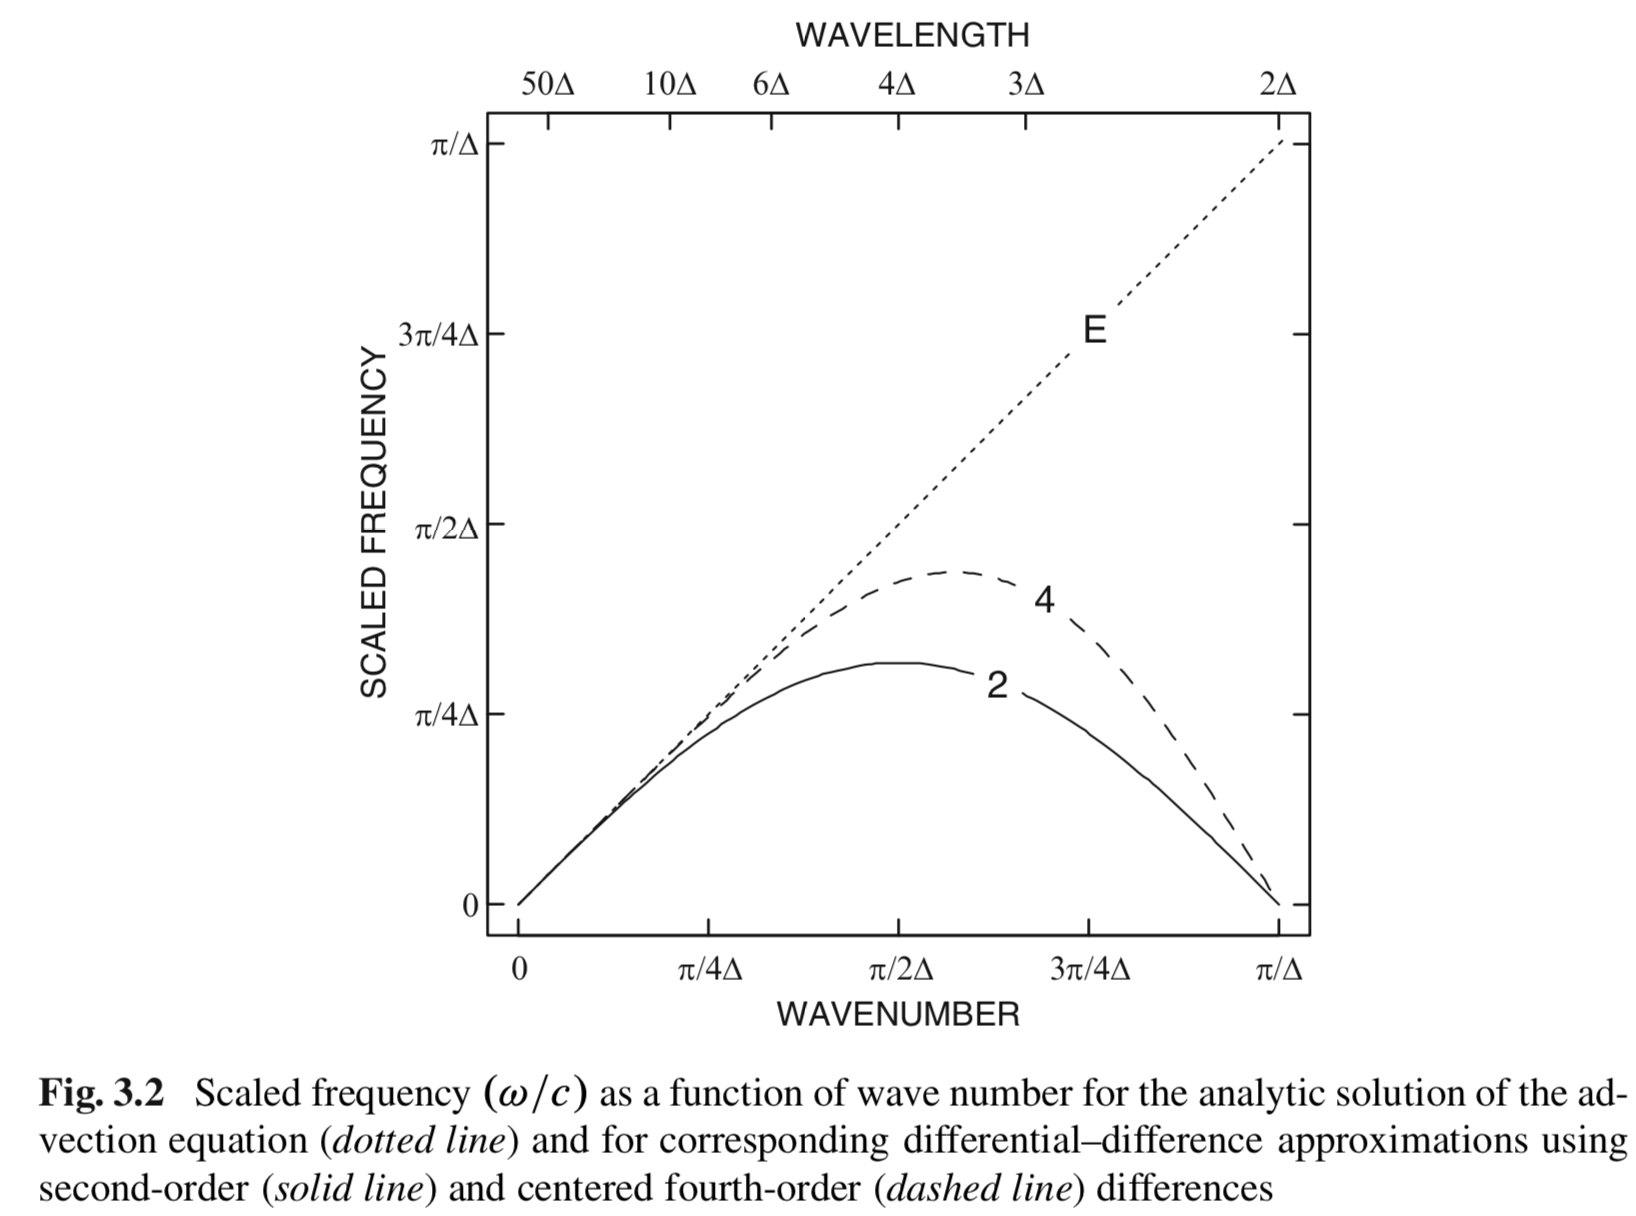 WAVELENGTH
50Δ 10Δ 6Δ 4Δ 3Δ 2Δ
π/Δ
3π/4Δ
E
SCALED FREQUENCY
π/2Δ
4
2
π/4Δ
0
0 π/4Δ π/2Δ 3π/4Δ π/Δ
WAVENUMBER
Fig. 3.2 Scaled frequency (ω/c) as a function of wave number for the analytic solution of the ad-
vection equation (dotted line) and for corresponding differential–difference approximations using
second-order (solid line) and centered fourth-order (dashed line) differences